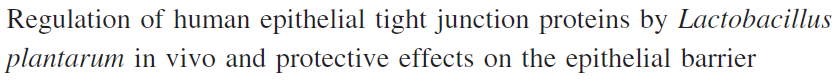 Regulation of human epithelial tight junction proteins by Lactobacillus
plantarum in vivo and protective effects on the epithelial barrier